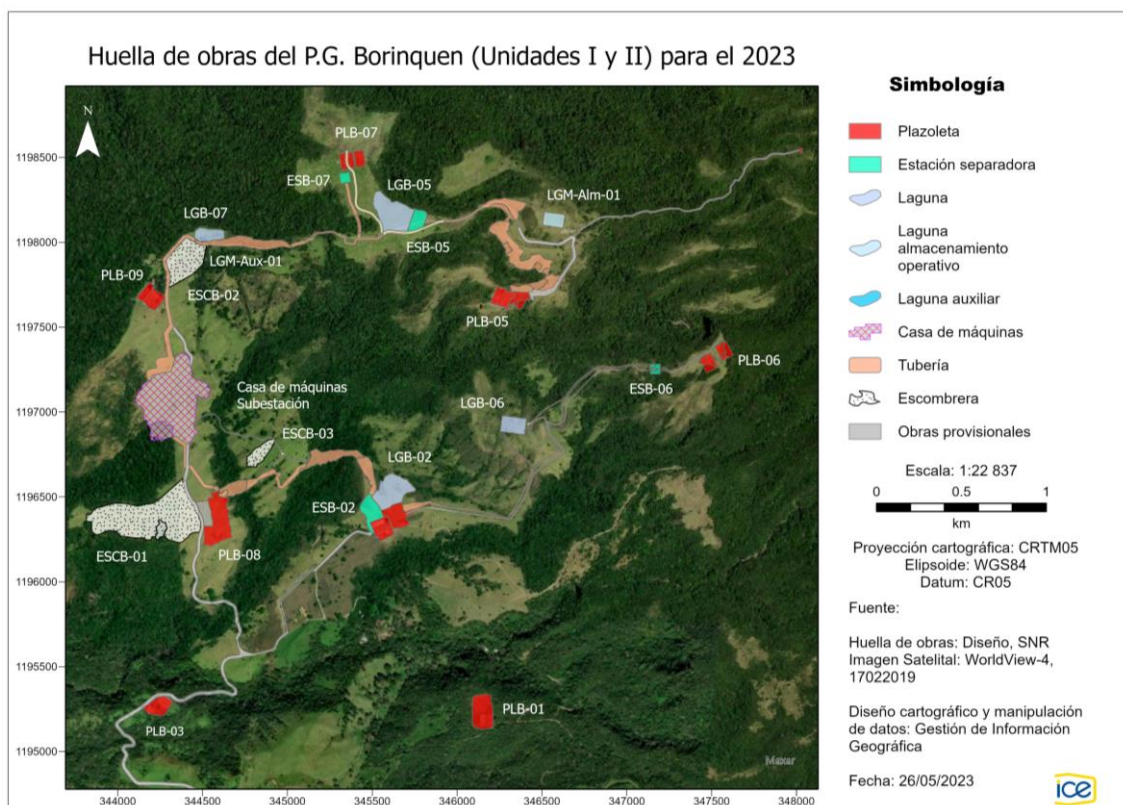 Huella de obras del P.G. Borinquen (Unidades I y II) para el 2023
N
1198500
1198000
1197500
1197000
1196500
1196000
1195500
1195000
344000 344500 345000 345500 346000 346500 347000 347500 348000
PLB-07
ESB-07
LGB-05
LGM-Alm-01
LGB-07
ESB-05
LGM-Aux-01
PLB-09
ESCB-02
PLB-05
PLB-06
ESB-06
Casa de máquinas
Subestación
LGB-06
ESCB-03
LGB-02
ESB-02
ESCB-01
PLB-08
PLB-01
PLB-03
Maxar
Simbología
Plazoleta
Estación separadora
Laguna
Laguna
almacenamiento
operativo
Laguna auxiliar
Casa de máquinas
Tubería
Escombrera
Obras provisionales
Escala: 1:22 837
0 0.5 1
km
Proyección cartográfica: CRTM05
Elipsoide: WGS84
Datum: CR05
Fuente:
Huella de obras: Diseño, SNR
Imagen Satelital: WorldView-4,
17022019
Diseño cartográfico y manipulación
de datos: Gestión de Información
Geográfica
Fecha: 26/05/2023
ice